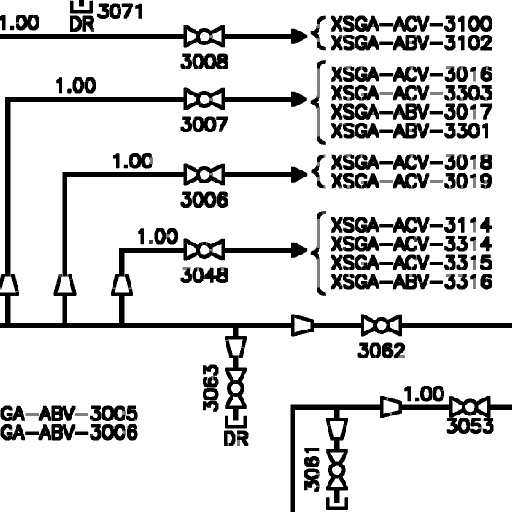 3071
1.00
DR
3008
XSGA-ACV-3100
XSGA-ABV-3102
1.00
3007
XSGA-ACV-3016
XSGA-ACV-3303
XSGA-ABV-3017
XSGA-ABV-3301
1.00
3006
XSGA-ACV-3018
XSGA-ACV-3019
1.00
3048
XSGA-ACV-3114
XSGA-ACV-3314
XSGA-ACV-3315
XSGA-ABV-3316
3062
3063
DR
GA-ABV-3005
GA-ABV-3006
1.00
3053
3061